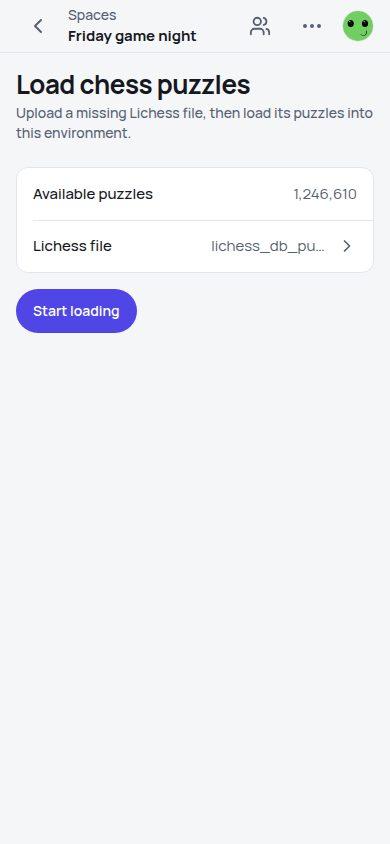 Spaces
Friday game night
Load chess puzzles
Upload a missing Lichess file, then load its puzzles into
this environment.
Available puzzles
1,246,610
Lichess file
lichess_db_pu...
Start loading